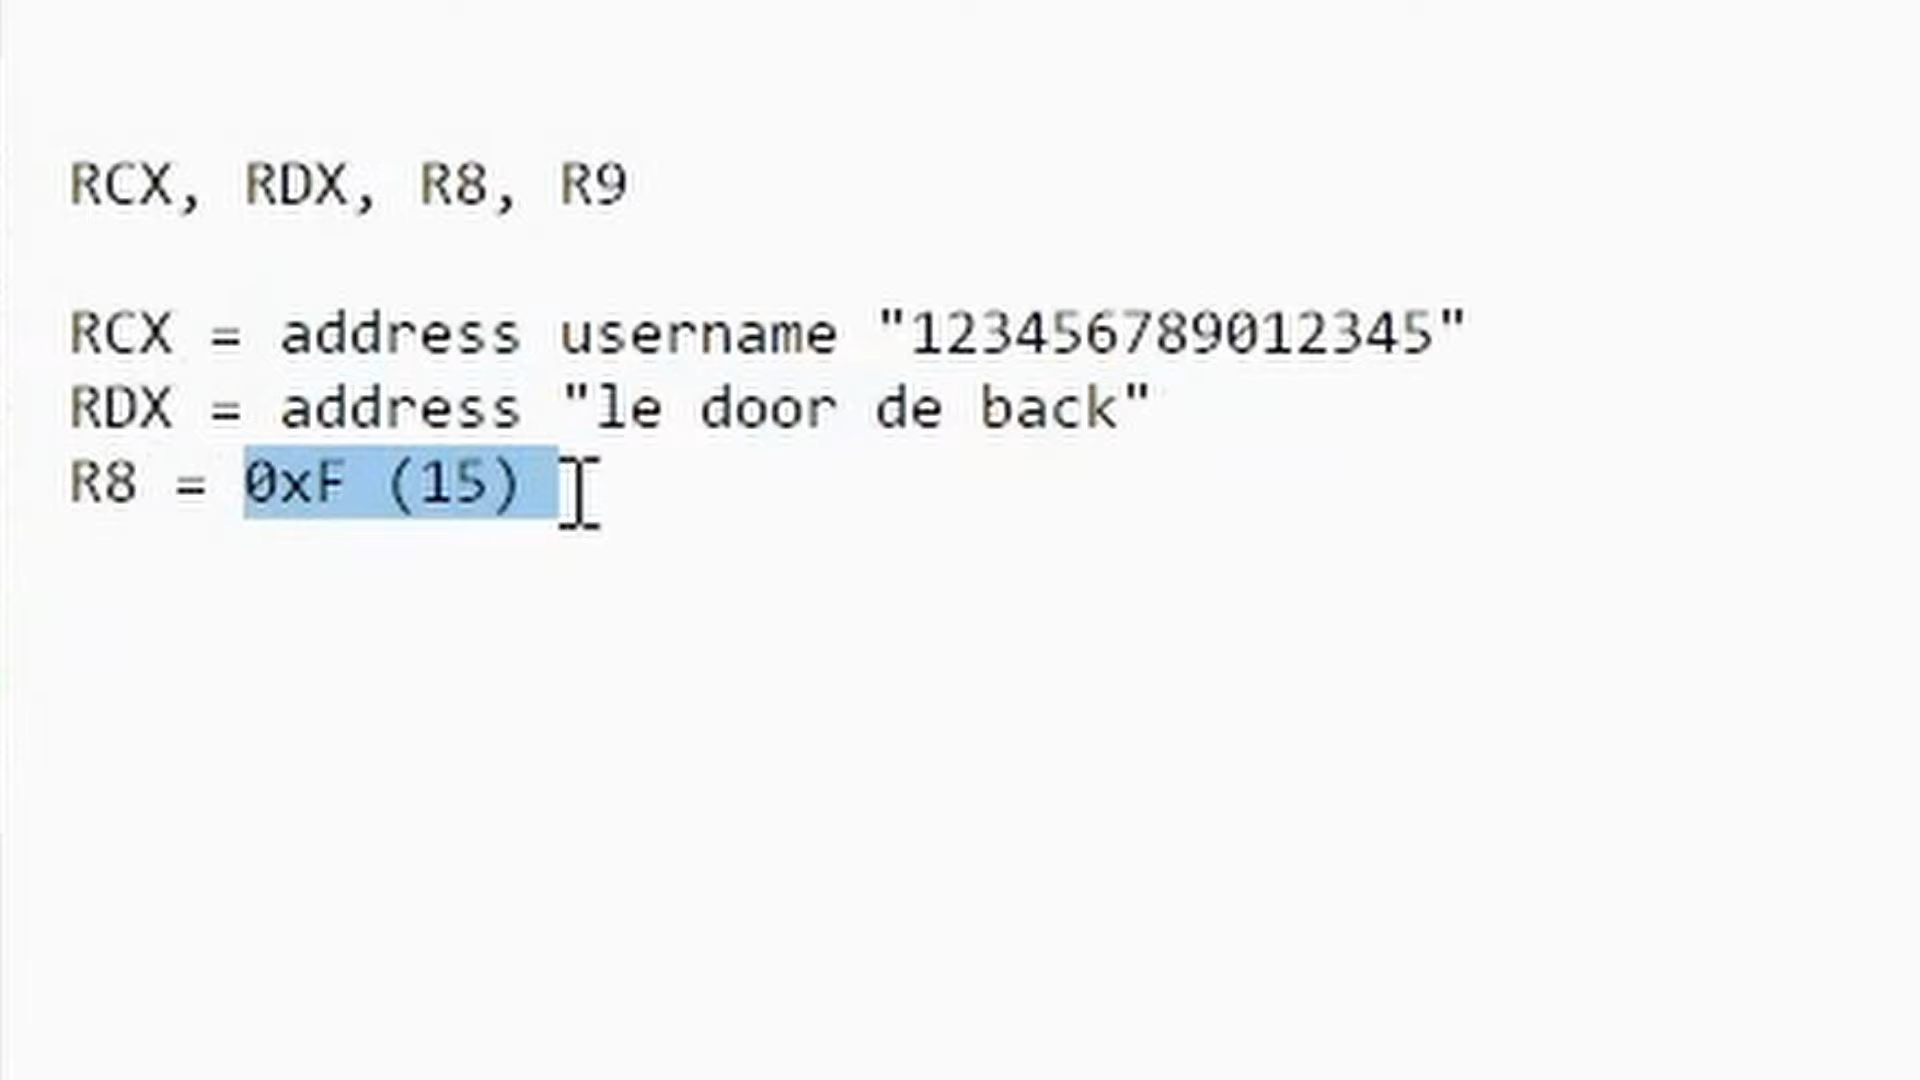 RCX, RDX, R8, R9
RCX = address username "123456789012345"
RDX = address "le door de back"
R8 = 0xF (15)